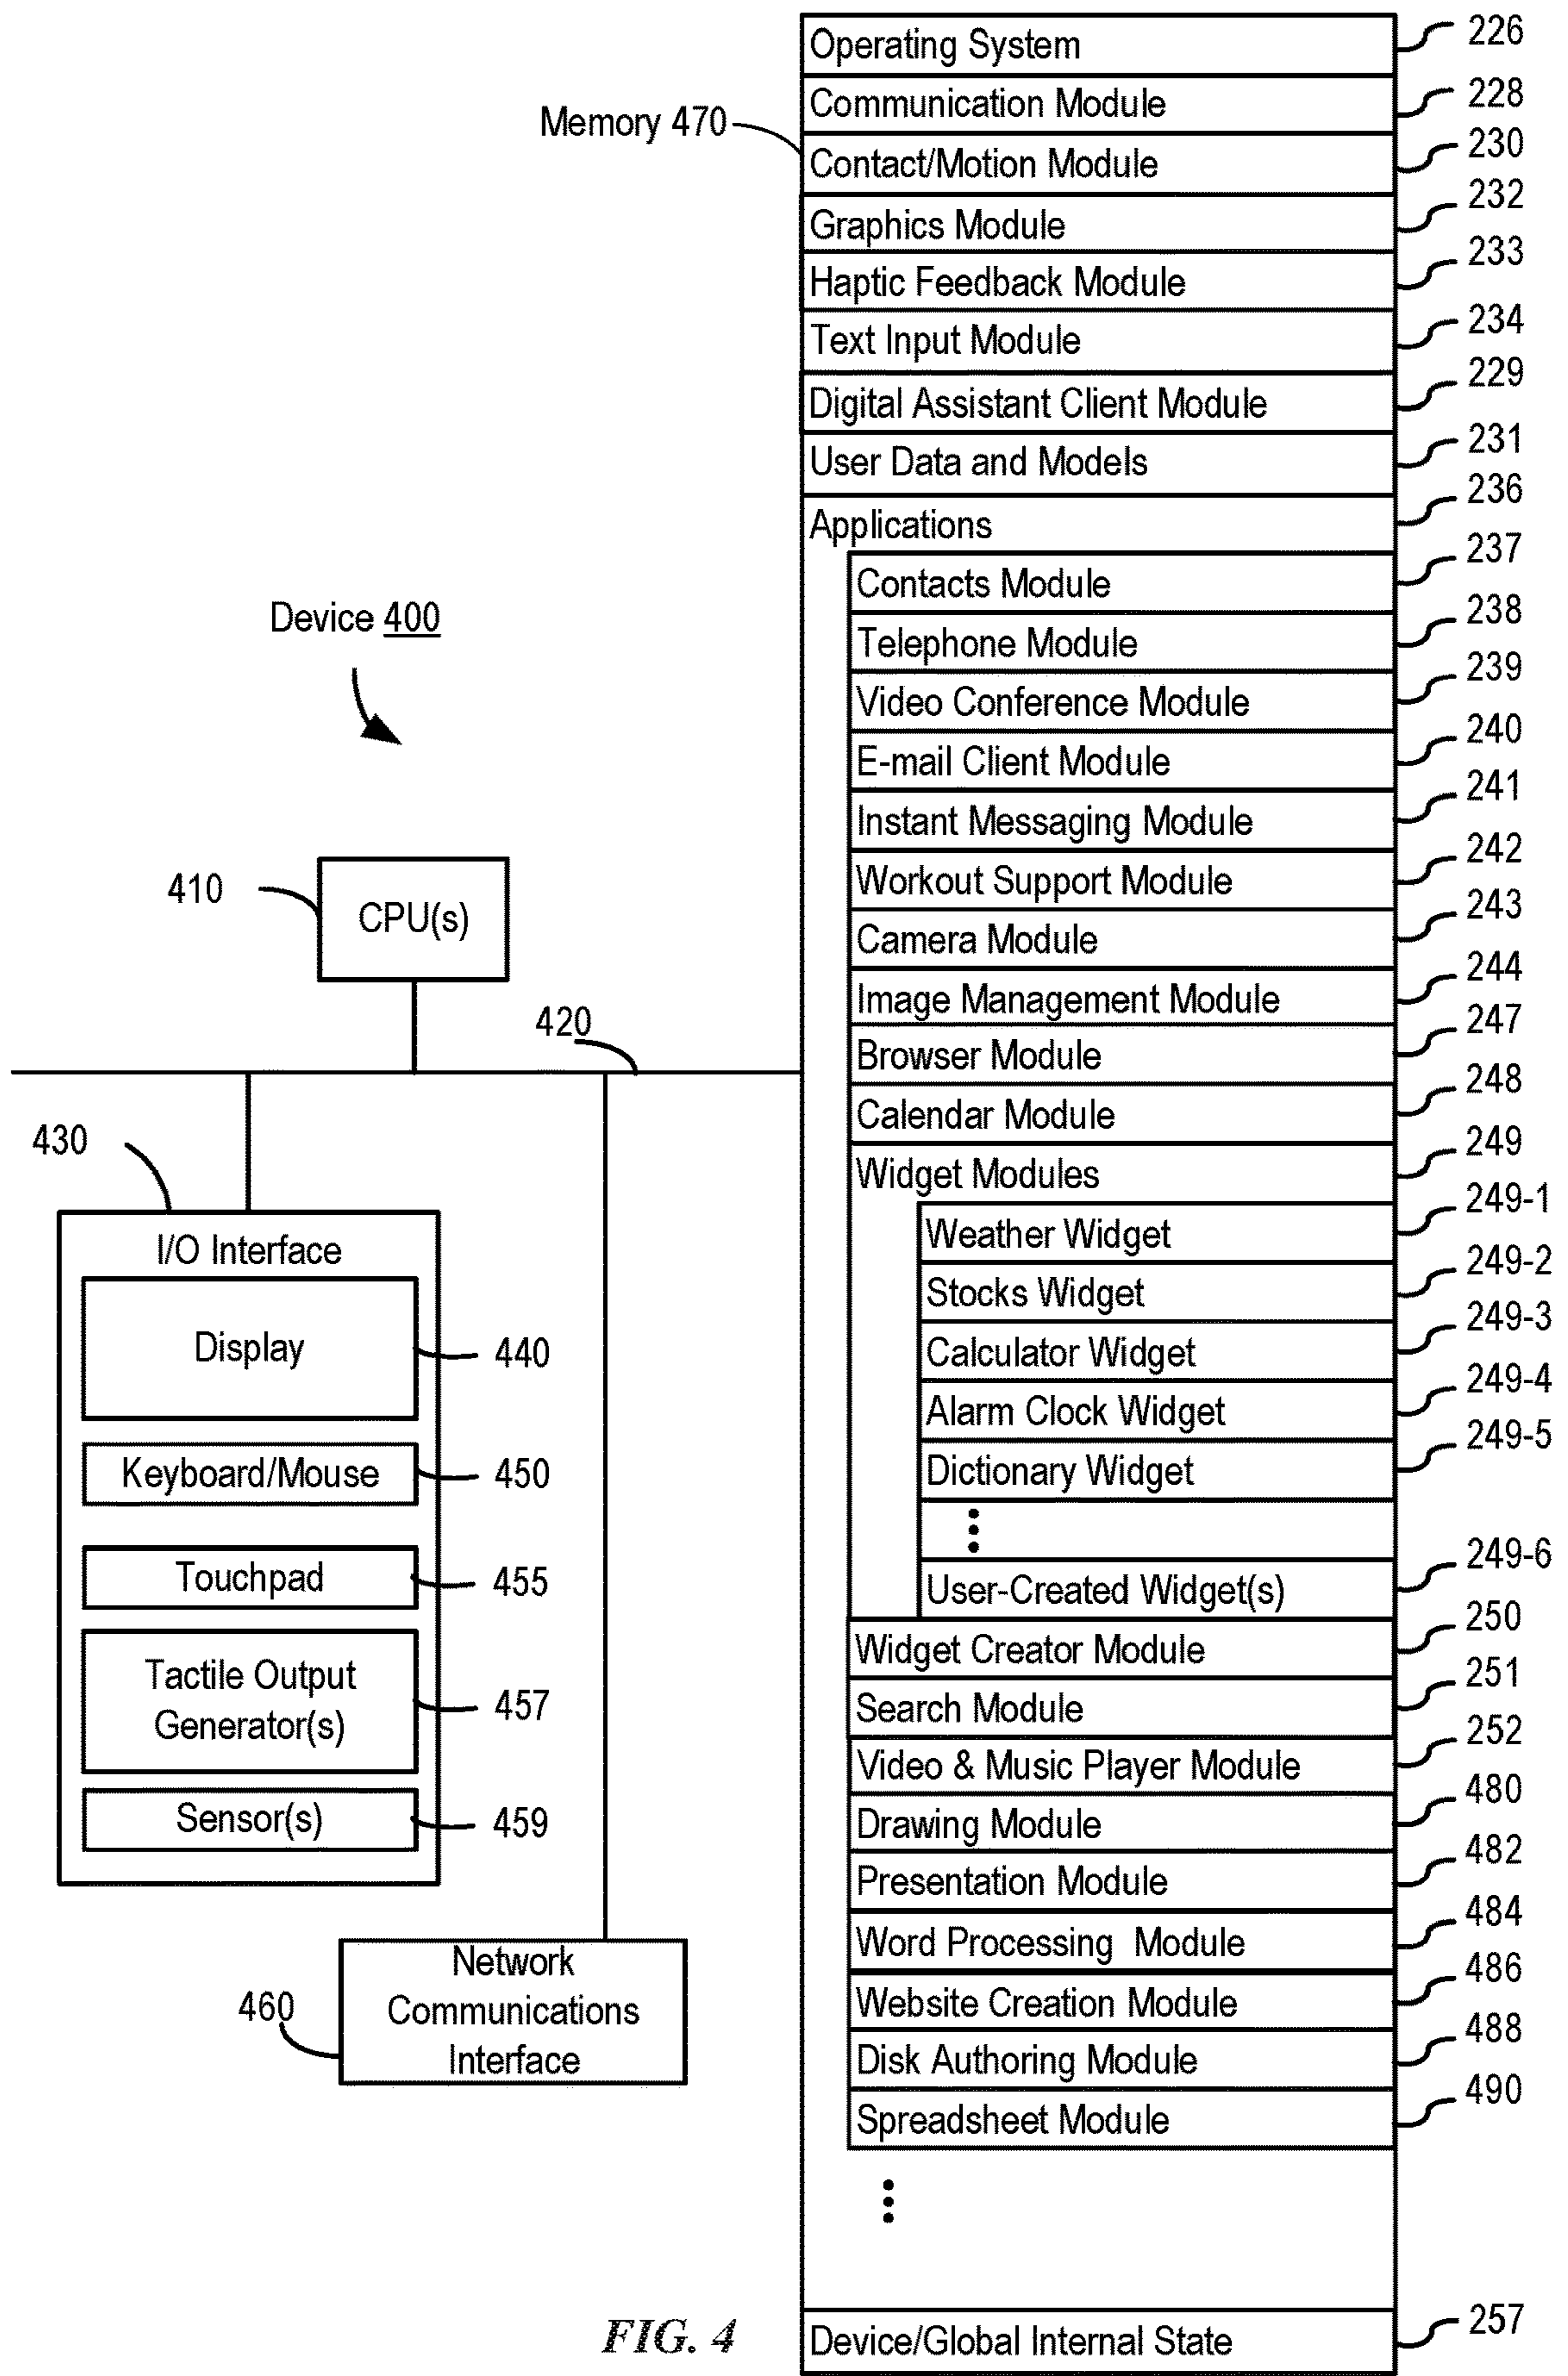 Operating System 226
Communication Module 228
Memory 470
Contact/Motion Module 230
Graphics Module 232
Haptic Feedback Module 233
Text Input Module 234
Digital Assistant Client Module 229
User Data and Models 231
Applications 236
Contacts Module 237
Telephone Module 238
Video Conference Module 239
E-mail Client Module 240
Instant Messaging Module 241
Workout Support Module 242
Camera Module 243
Image Management Module 244
Browser Module 247
Calendar Module 248
Widget Modules 249
Weather Widget 249-1
Stocks Widget 249-2
Calculator Widget 249-3
Alarm Clock Widget 249-4
Dictionary Widget 249-5
User-Created Widget(s) 249-6
Widget Creator Module 250
Search Module 251
Video & Music Player Module 252
Drawing Module 480
Presentation Module 482
Word Processing Module 484
Website Creation Module 486
Disk Authoring Module 488
Spreadsheet Module 490
Device/Global Internal State 257
Device 400
410
CPU(s)
420
430
I/O Interface
Display 440
Keyboard/Mouse 450
Touchpad 455
Tactile Output
Generator(s) 457
Sensor(s) 459
460
Network
Communications
Interface
FIG. 4